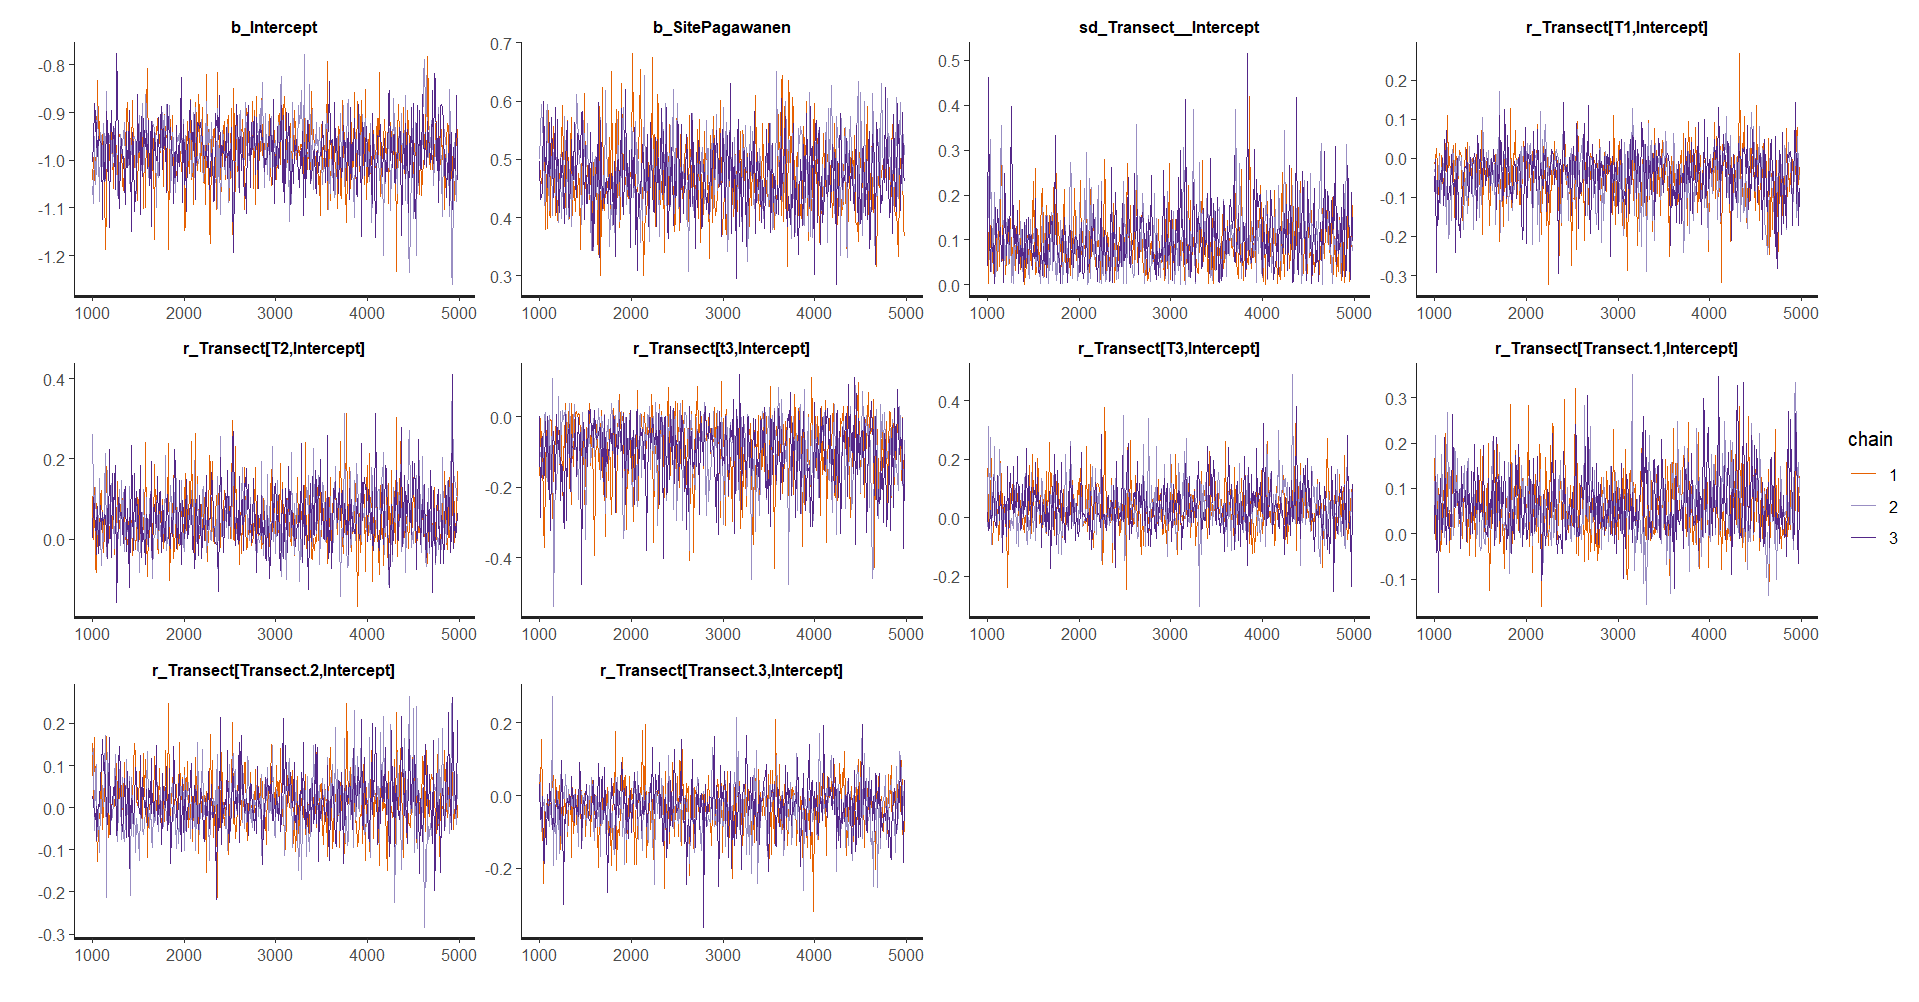 b_Intercept
b_SitePagawanen
sd_Transect__Intercept
r_Transect[T1,Intercept]
-0.8
-0.9
-1.0
-1.1
-1.2
1000 2000 3000 4000 5000
0.7
0.6
0.5
0.4
0.3
1000 2000 3000 4000 5000
0.5
0.4
0.3
0.2
0.1
0.0
1000 2000 3000 4000 5000
0.2
0.1
0.0
-0.1
-0.2
-0.3
1000 2000 3000 4000 5000
r_Transect[T2,Intercept]
r_Transect[t3,Intercept]
r_Transect[T3,Intercept]
r_Transect[Transect.1,Intercept]
0.4
0.2
0.0
1000 2000 3000 4000 5000
0.0
-0.2
-0.4
1000 2000 3000 4000 5000
0.4
0.2
0.0
-0.2
1000 2000 3000 4000 5000
0.3
0.2
0.1
0.0
-0.1
1000 2000 3000 4000 5000
chain
1
2
3
r_Transect[Transect.2,Intercept]
r_Transect[Transect.3,Intercept]
0.2
0.1
0.0
-0.1
-0.2
-0.3
1000 2000 3000 4000 5000
0.2
0.0
-0.2
1000 2000 3000 4000 5000